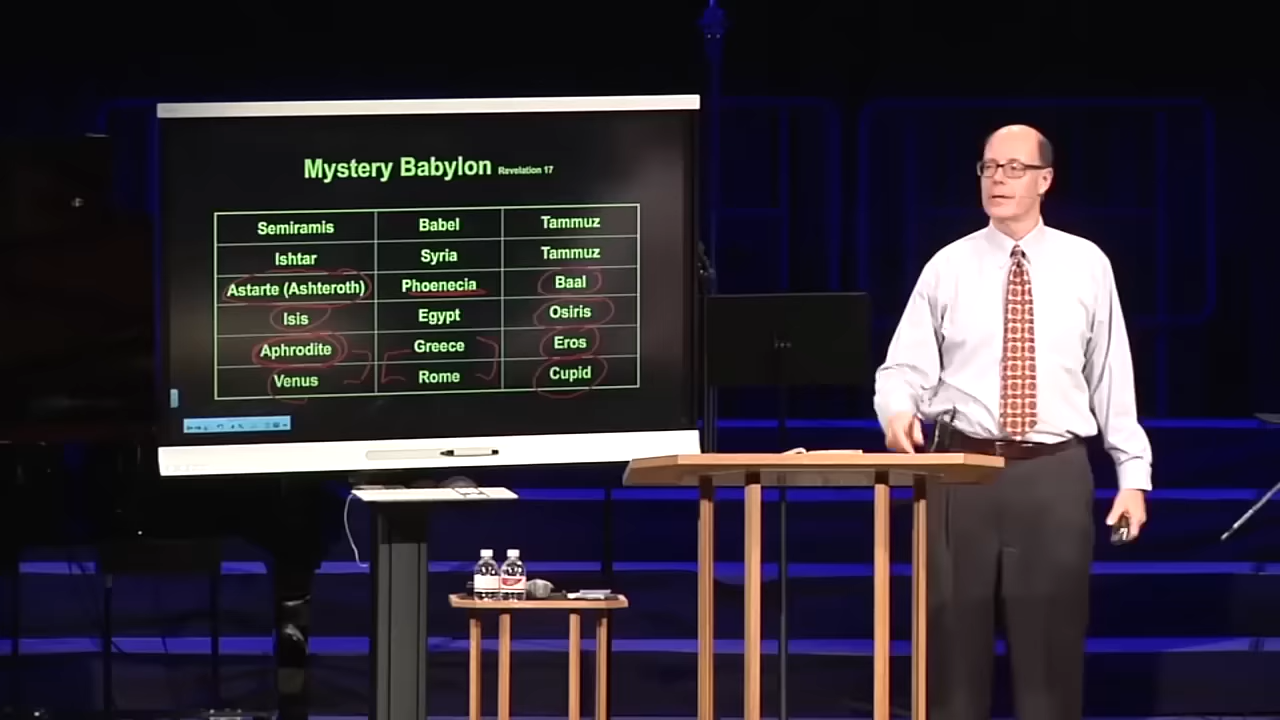 Mystery Babylon Revelation 17
Semiramis Babel Tammuz
Ishtar Syria Tammuz
Astarte (Ashteroth) Phoenecia Baal
Isis Egypt Osiris
Aphrodite Greece Eros
Venus Rome Cupid